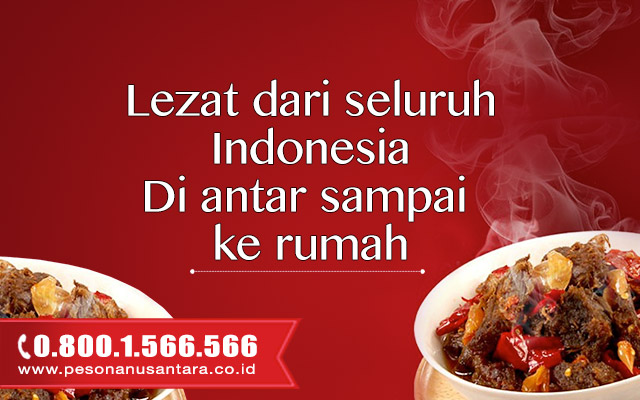 Lezat dari seluruh
Indonesia
Di antar sampai
ke rumah
0.800.1.566.566
www.pesonanusantara.co.id